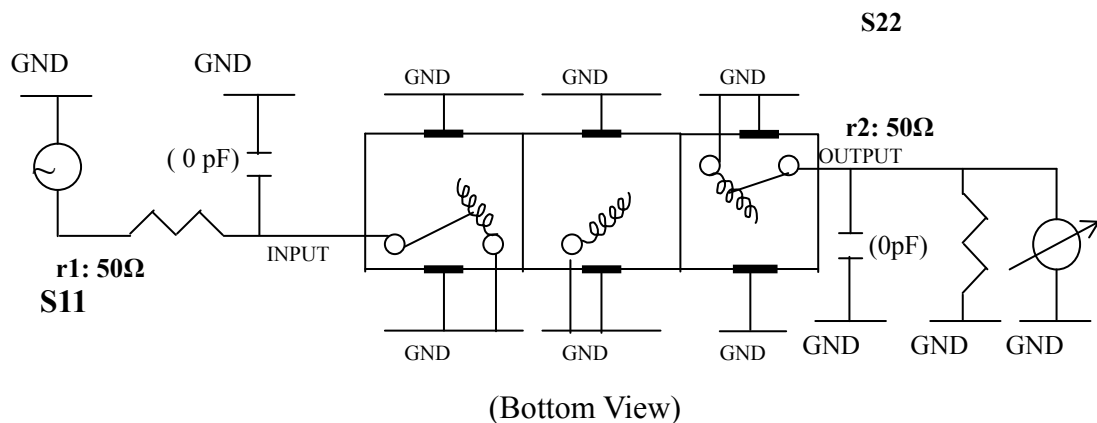 S22
GND
GND
GND
GND
GND
r2: 50Ω
( 0 pF)
OUTPUT
~
INPUT
(0pF)
r1: 50Ω
S11
GND
GND
GND
GND
GND
GND
(Bottom View)